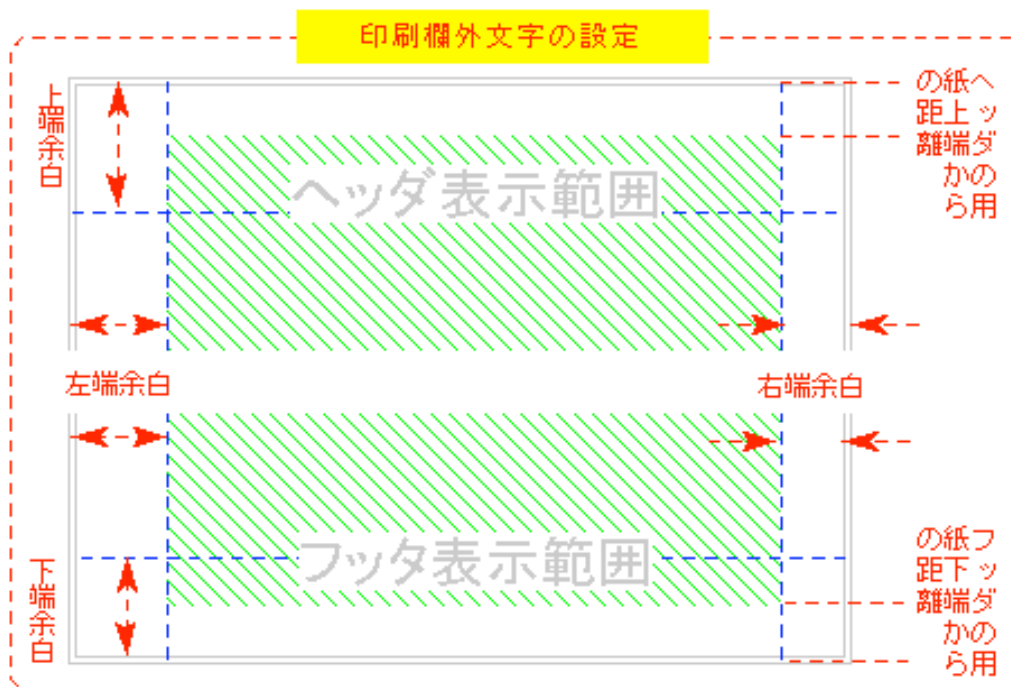 印刷欄外文字の設定
上端余白
ヘッダの用
紙上端から
の距離
ヘッダ表示範囲
左端余白
右端余白
フッタ表示範囲
下端余白
フッダの用
紙下端から
の距離